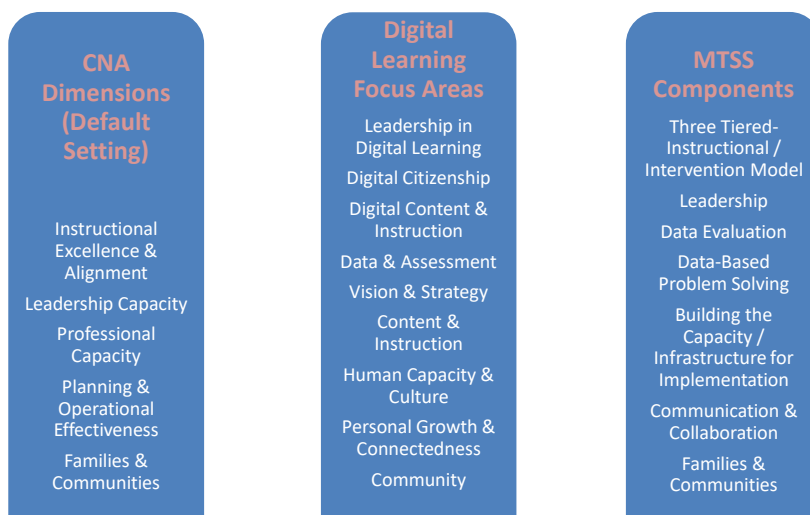 CNA
Dimensions
(Default
Setting)
Instructional
Excellence &
Alignment
Leadership Capacity
Professional
Capacity
Planning &
Operational
Effectiveness
Families &
Communities
Digital
Learning
Focus Areas
Leadership in
Digital Learning
Digital Citizenship
Digital Content &
Instruction
Data & Assessment
Vision & Strategy
Content &
Instruction
Human Capacity &
Culture
Personal Growth &
Connectedness
Community
MTSS
Components
Three Tiered-
Instructional /
Intervention Model
Leadership
Data Evaluation
Data-Based
Problem Solving
Building the
Capacity /
Infrastructure for
Implementation
Communication &
Collaboration
Families &
Communities